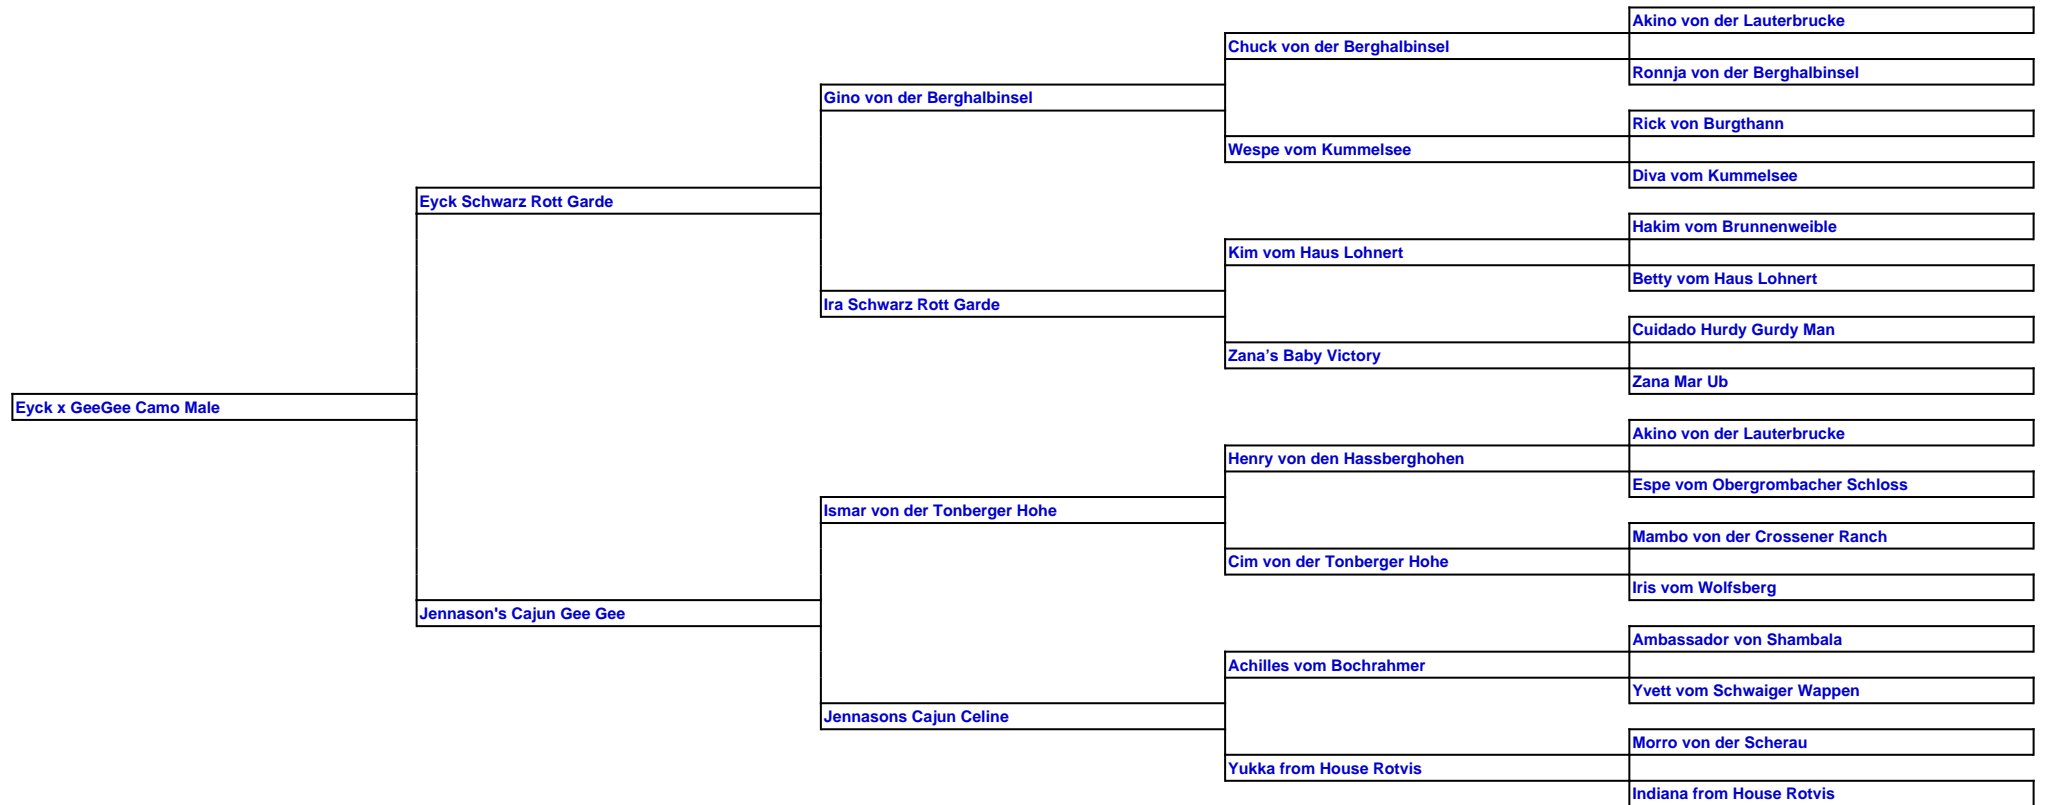 Akino von der Lauterbrucke
Chuck von der Berghalbinsel
Ronnja von der Berghalbinsel
Gino von der Berghalbinsel
Rick von Burgthann
Wespe vom Kummelsee
Diva vom Kummelsee
Eyck Schwarz Rott Garde
Hakim vom Brunnenweible
Kim vom Haus Lohnert
Betty vom Haus Lohnert
Ira Schwarz Rott Garde
Cuidado Hurdy Gurdy Man
Zana’s Baby Victory
Zana Mar Ub
Eyck x GeeGee Camo Male
Akino von der Lauterbrucke
Henry von den Hassberghohen
Espe vom Obergrombacher Schloss
Ismar von der Tonberger Hohe
Mambo von der Crossener Ranch
Cim von der Tonberger Hohe
Iris vom Wolfsberg
Jennason's Cajun Gee Gee
Ambassador von Shambala
Achilles vom Bochrahmer
Yvett vom Schwaiger Wappen
Jennasons Cajun Celine
Morro von der Scherau
Yukka from House Rotvis
Indiana from House Rotvis